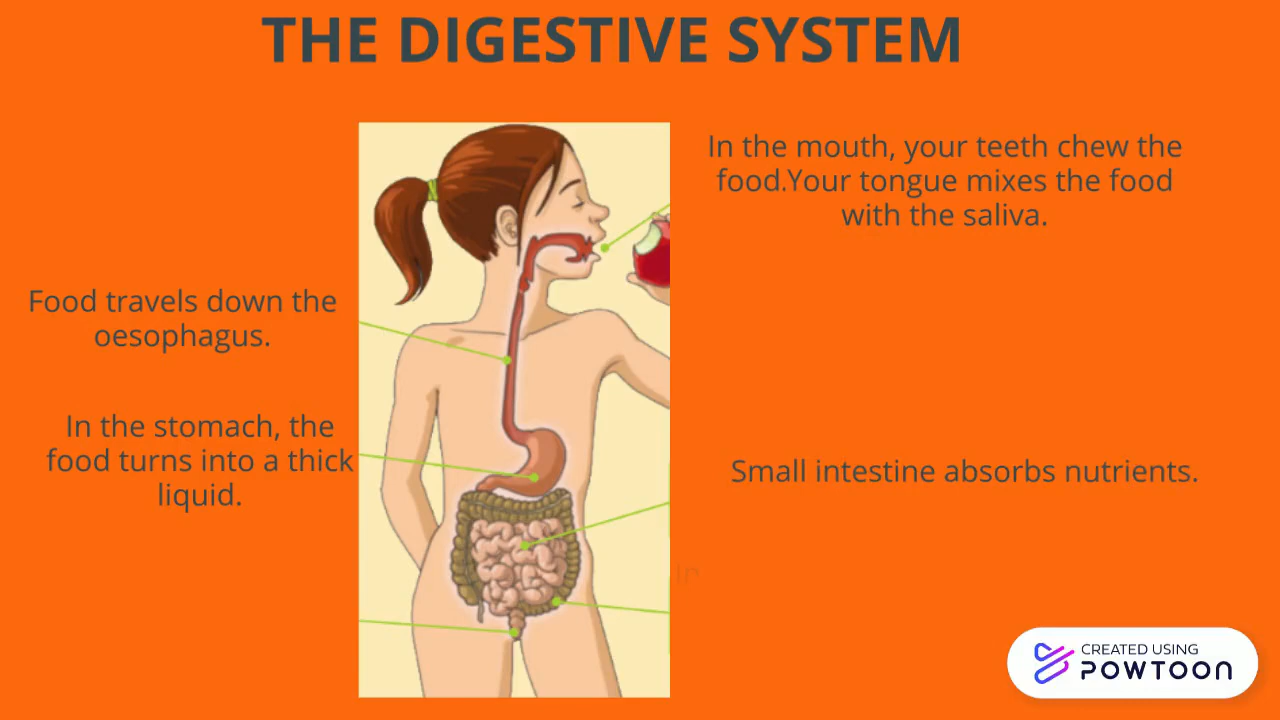 THE DIGESTIVE SYSTEM
In the mouth, your teeth chew the
food.Your tongue mixes the food
with the saliva.
Food travels down the
oesophagus.
In the stomach, the
food turns into a thick
liquid.
Small intestine absorbs nutrients.
In
CREATED USING
POWTOON